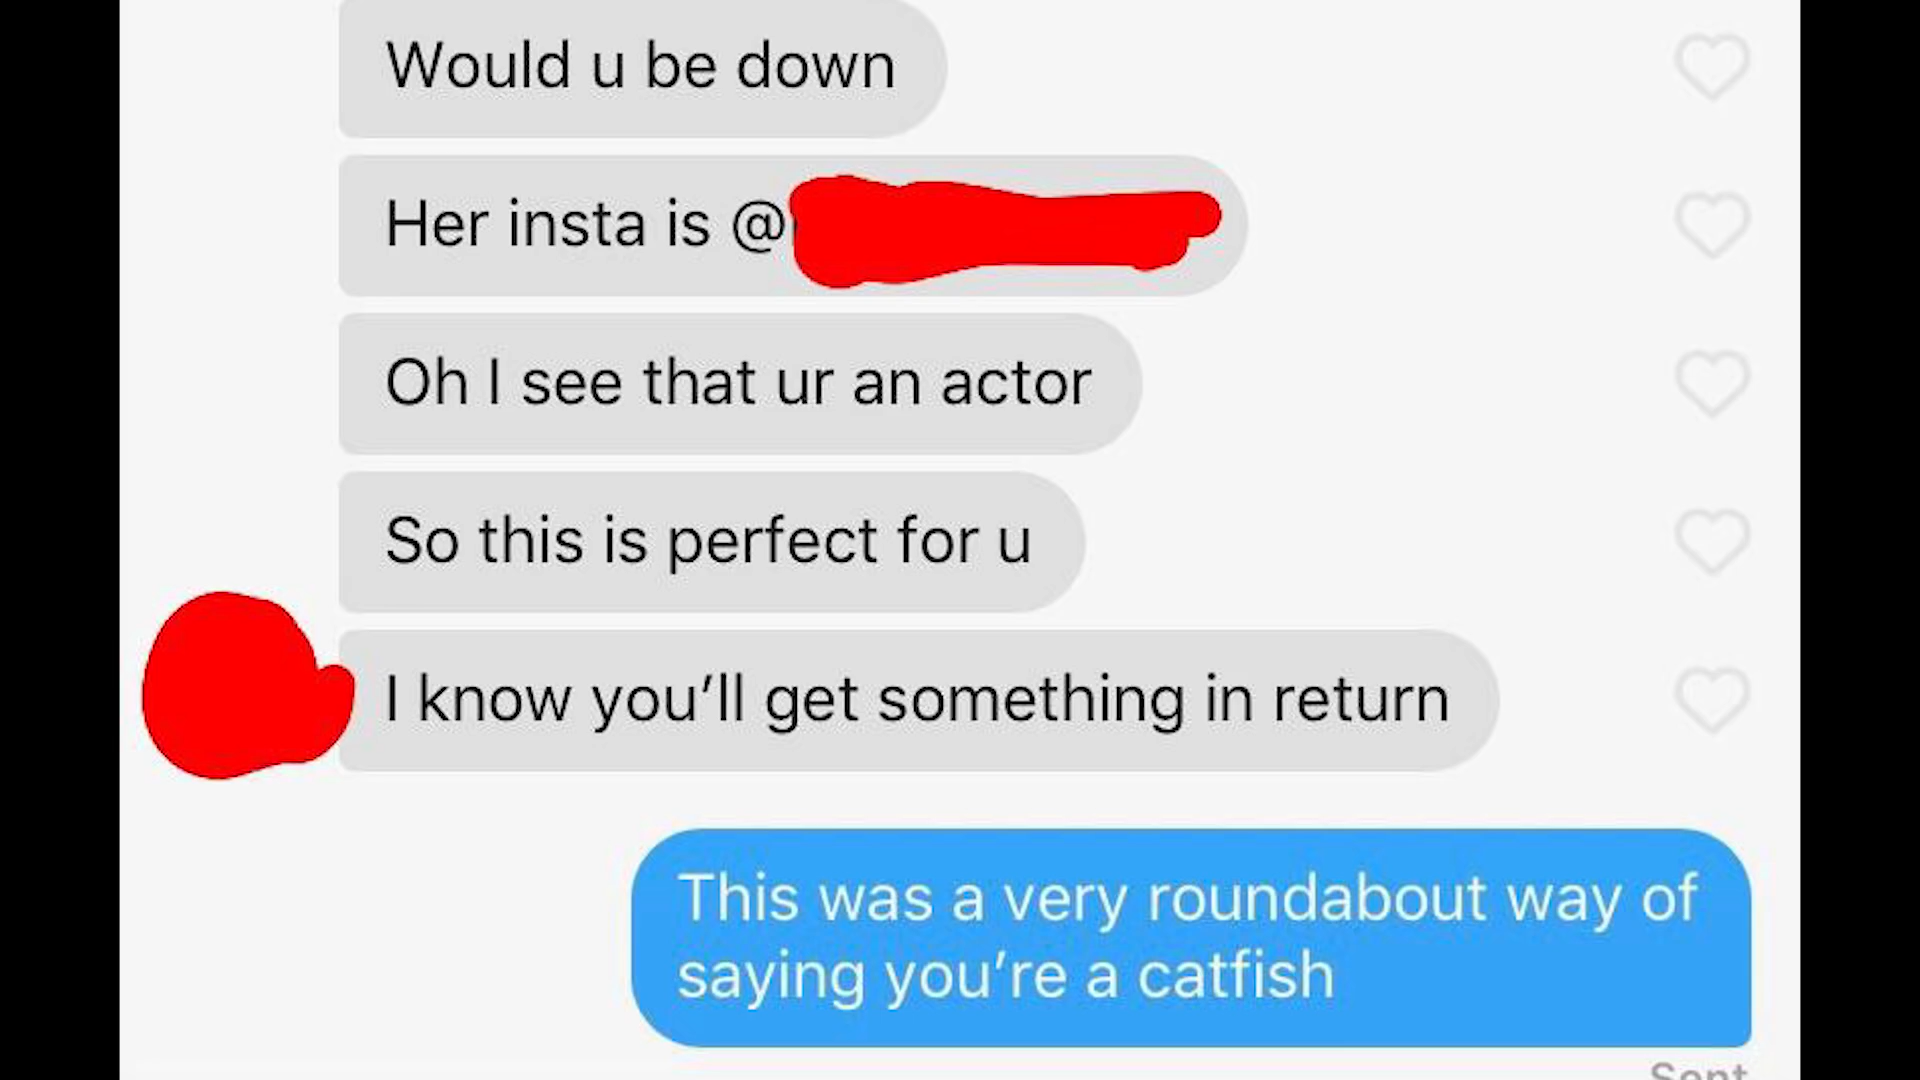 Would u be down
Her insta is @
Oh I see that ur an actor
So this is perfect for u
I know you’ll get something in return
This was a very roundabout way of
saying you’re a catfish
Sent